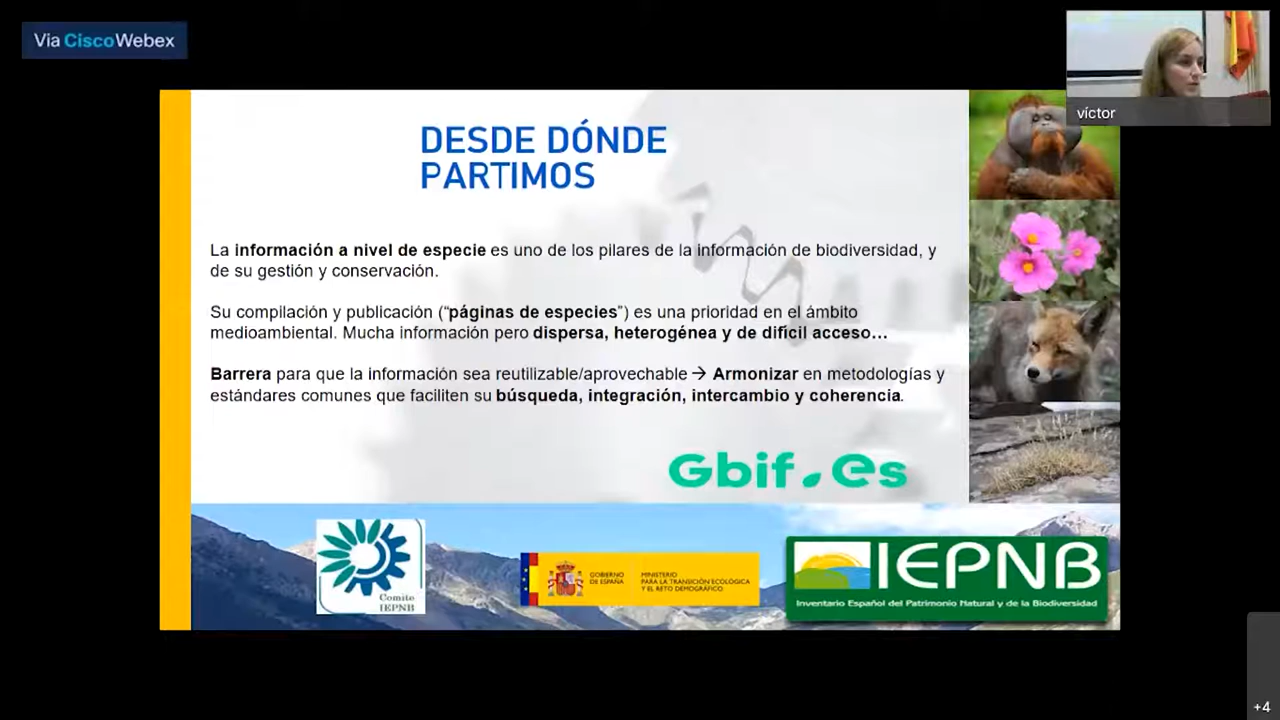 Via Cisco Webex
víctor
DESDE DÓNDE
PARTIMOS
La información a nivel de especie es uno de los pilares de la información de biodiversidad, y
de su gestión y conservación.
Su compilación y publicación (“páginas de especies”) es una prioridad en el ámbito
medioambiental. Mucha información pero dispersa, heterogénea y de difícil acceso...
Barrera para que la información sea reutilizable/aprovechable → Armonizar en metodologías y
estándares comunes que faciliten su búsqueda, integración, intercambio y coherencia.
Gbif.es
Comite
IEPNB
GOBIERNO
DE ESPAÑA
MINISTERIO
PARA LA TRANSICIÓN ECOLÓGICA
Y EL RETO DEMOGRÁFICO
IEPNB
Inventario Español del Patrimonio Natural y de la Biodiversidad
+4